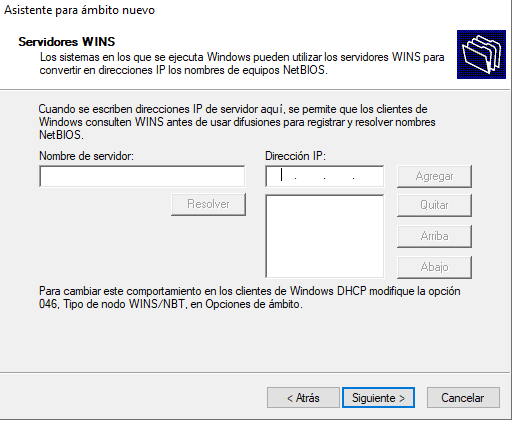 Asistente para ámbito nuevo
Servidores WINS
Los sistemas en los que se ejecuta Windows pueden utilizar los servidores WINS para
convertir en direcciones IP los nombres de equipos NetBIOS.
Cuando se escriben direcciones IP de servidor aquí, se permite que los clientes de
Windows consulten WINS antes de usar difusiones para registrar y resolver nombres
NetBIOS.
Nombre de servidor:
Dirección IP:
. . .
Agregar
Resolver
Quitar
Arriba
Abajo
Para cambiar este comportamiento en los clientes de Windows DHCP modifique la opción
046, Tipo de nodo WINS/NBT, en Opciones de ámbito.
< Atrás
Siguiente >
Cancelar